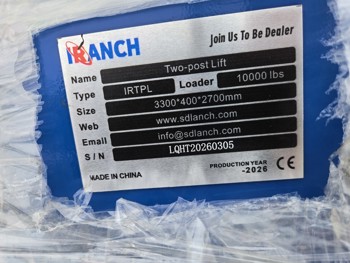 IRANCH
Join Us To Be Dealer
Name Two-post Lift
Type IRTPL Loader 10000 lbs
Size 3300*400*2700mm
Web www.sdlanch.com
Email info@sdlanch.com
S / N LQHT20260305
MADE IN CHINA
PRODUCTION YEAR
-2026 CE